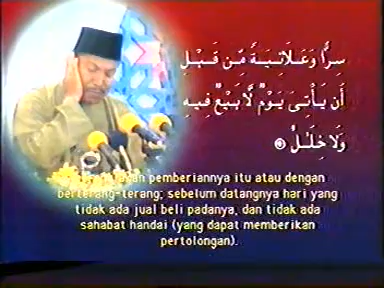 سِرًّا وَعَلَانِيَةً مِّن قَبْلِ
أَن يَأْتِىَ يَوْمٌ لَّا بَيْعٌ فِيهِ
وَلَا خِلَٰلٌ
pemberiannya itu atau dengan
berterang-terang; sebelum datangnya hari yang
tidak ada jual beli padanya, dan tidak ada
sahabat handai (yang dapat memberikan
pertolongan).